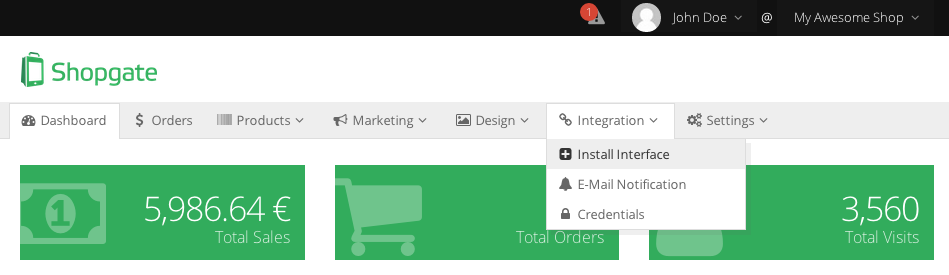 1 John Doe @ My Awesome Shop
Shopgate
Dashboard $ Orders Products Marketing Design Integration Settings
Install Interface
E-Mail Notification
Credentials
1 5,986.64 € 3,560
Total Sales Total Orders Total Visits